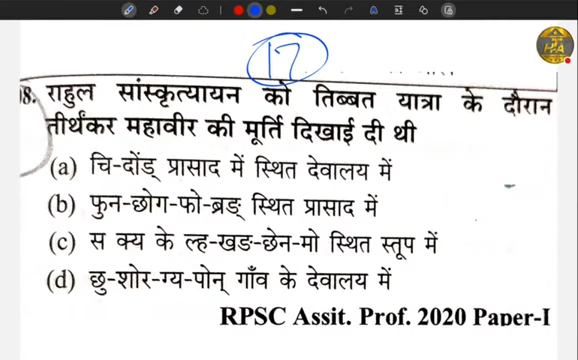 17
8. राहुल सांस्कृत्यायन को तिब्बत यात्रा के दौरान
तीर्थंकर महावीर की मूर्ति दिखाई दी थी
(a) चि-दोंङ् प्रासाद में स्थित देवालय में
(b) फुन-छोग-फो-ब्रङ् स्थित प्रासाद में
(c) स क्य के ल्ह-खङ-छेन-मो स्थित स्तूप में
(d) छु-शोर-ग्य-पोन् गाँव के देवालय में
RPSC Assit. Prof. 2020 Paper-I